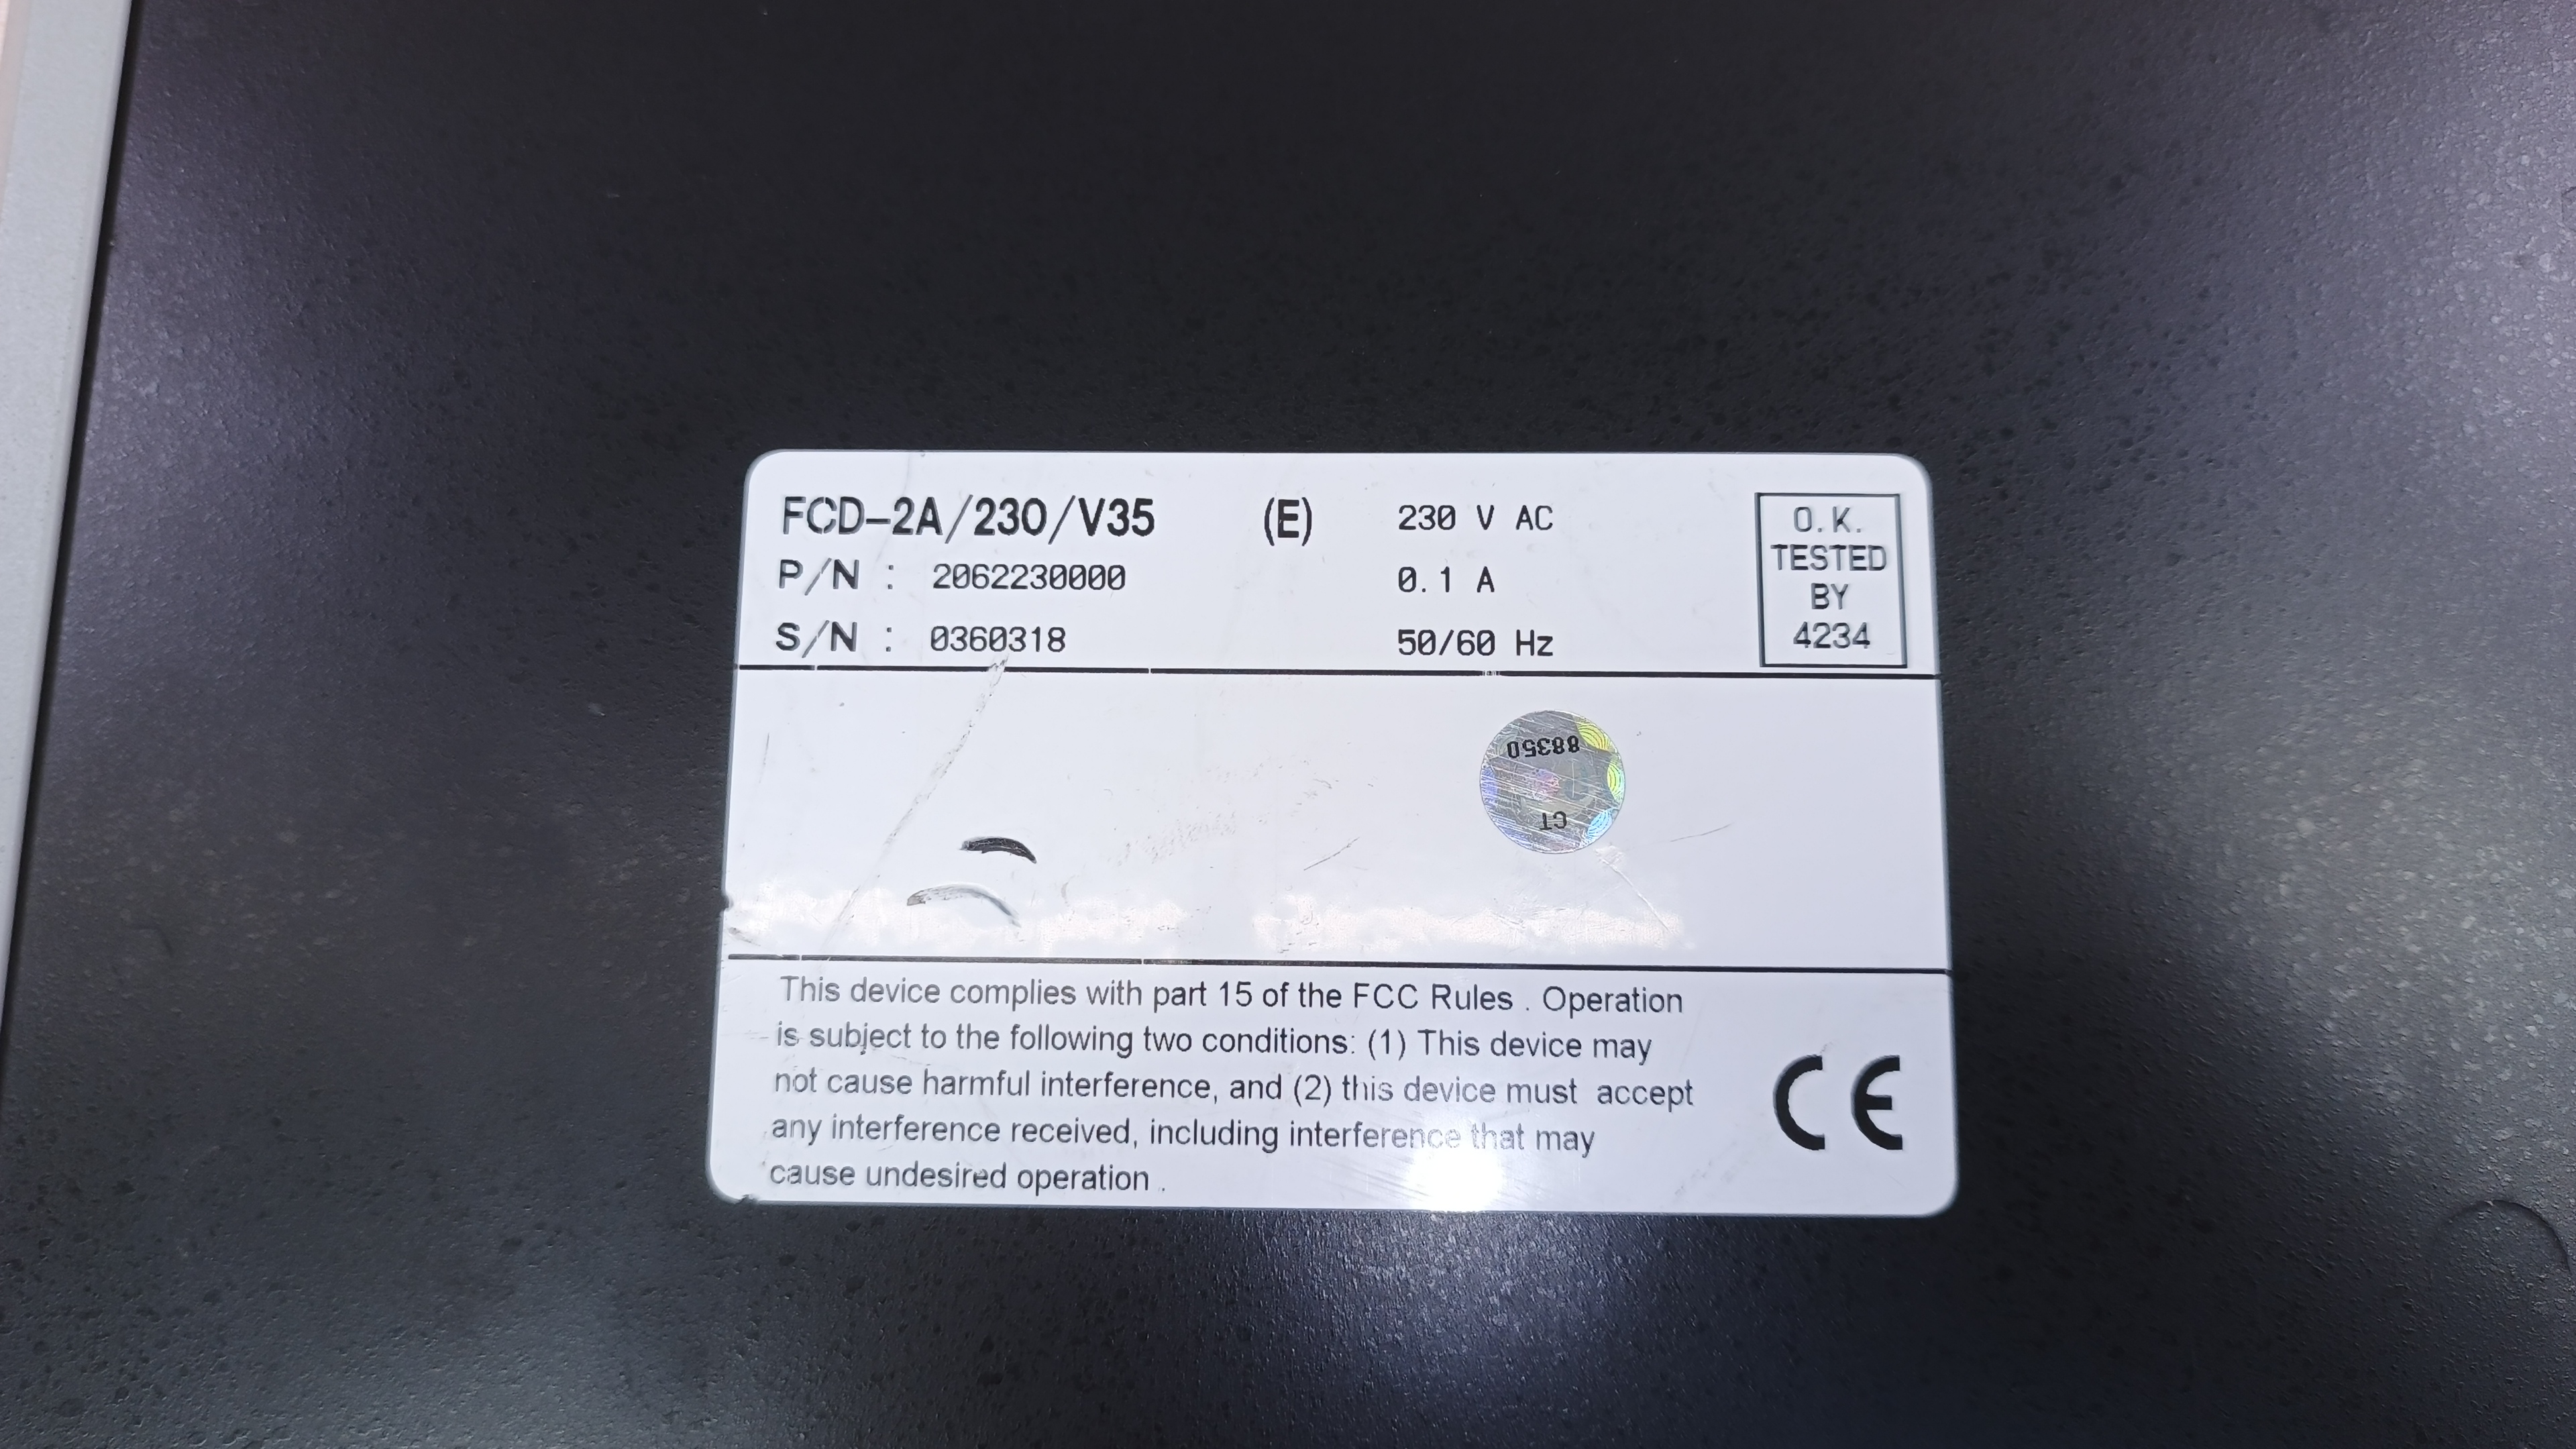 FCD-2A/230/V35 (E) 230 V AC
P/N : 2062230000 0.1 A
S/N : 0360318 50/60 Hz
O.K.
TESTED
BY
4234
88350
CT
This device complies with part 15 of the FCC Rules . Operation
is subject to the following two conditions: (1) This device may
not cause harmful interference, and (2) this device must accept
any interference received, including interference that may
cause undesired operation .
CE